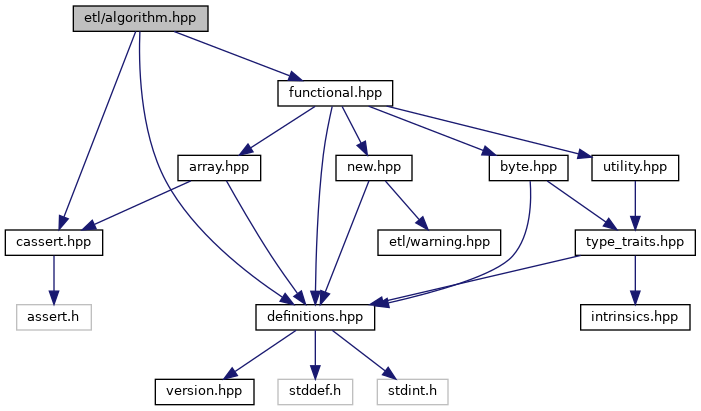 etl/algorithm.hpp
functional.hpp
array.hpp
new.hpp
byte.hpp
utility.hpp
cassert.hpp
etl/warning.hpp
type_traits.hpp
assert.h
definitions.hpp
intrinsics.hpp
version.hpp
stddef.h
stdint.h